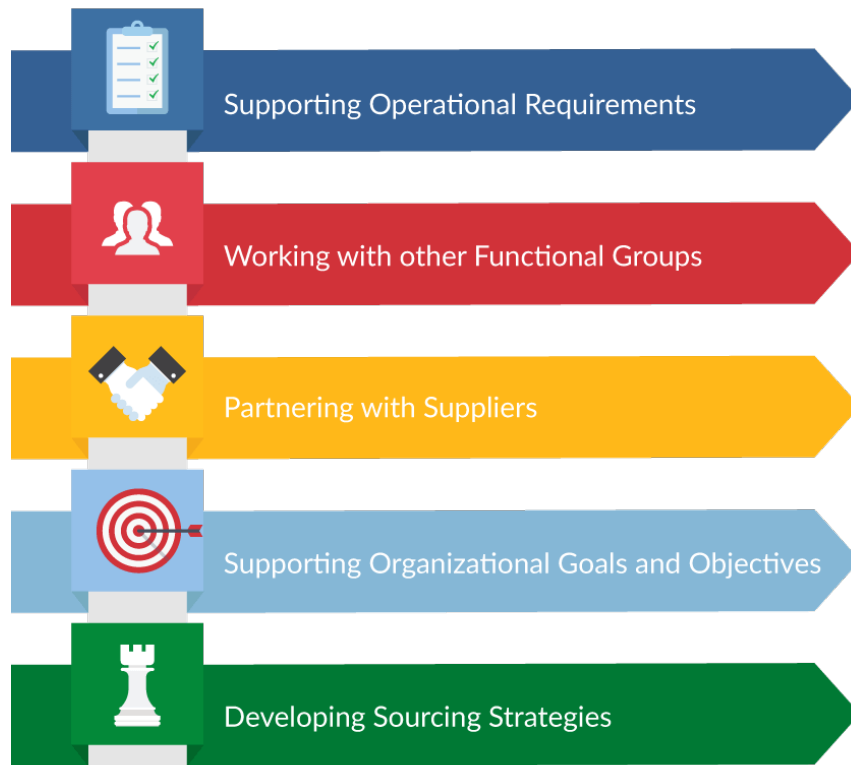 Supporting Operational Requirements
Working with other Functional Groups
Partnering with Suppliers
Supporting Organizational Goals and Objectives
Developing Sourcing Strategies